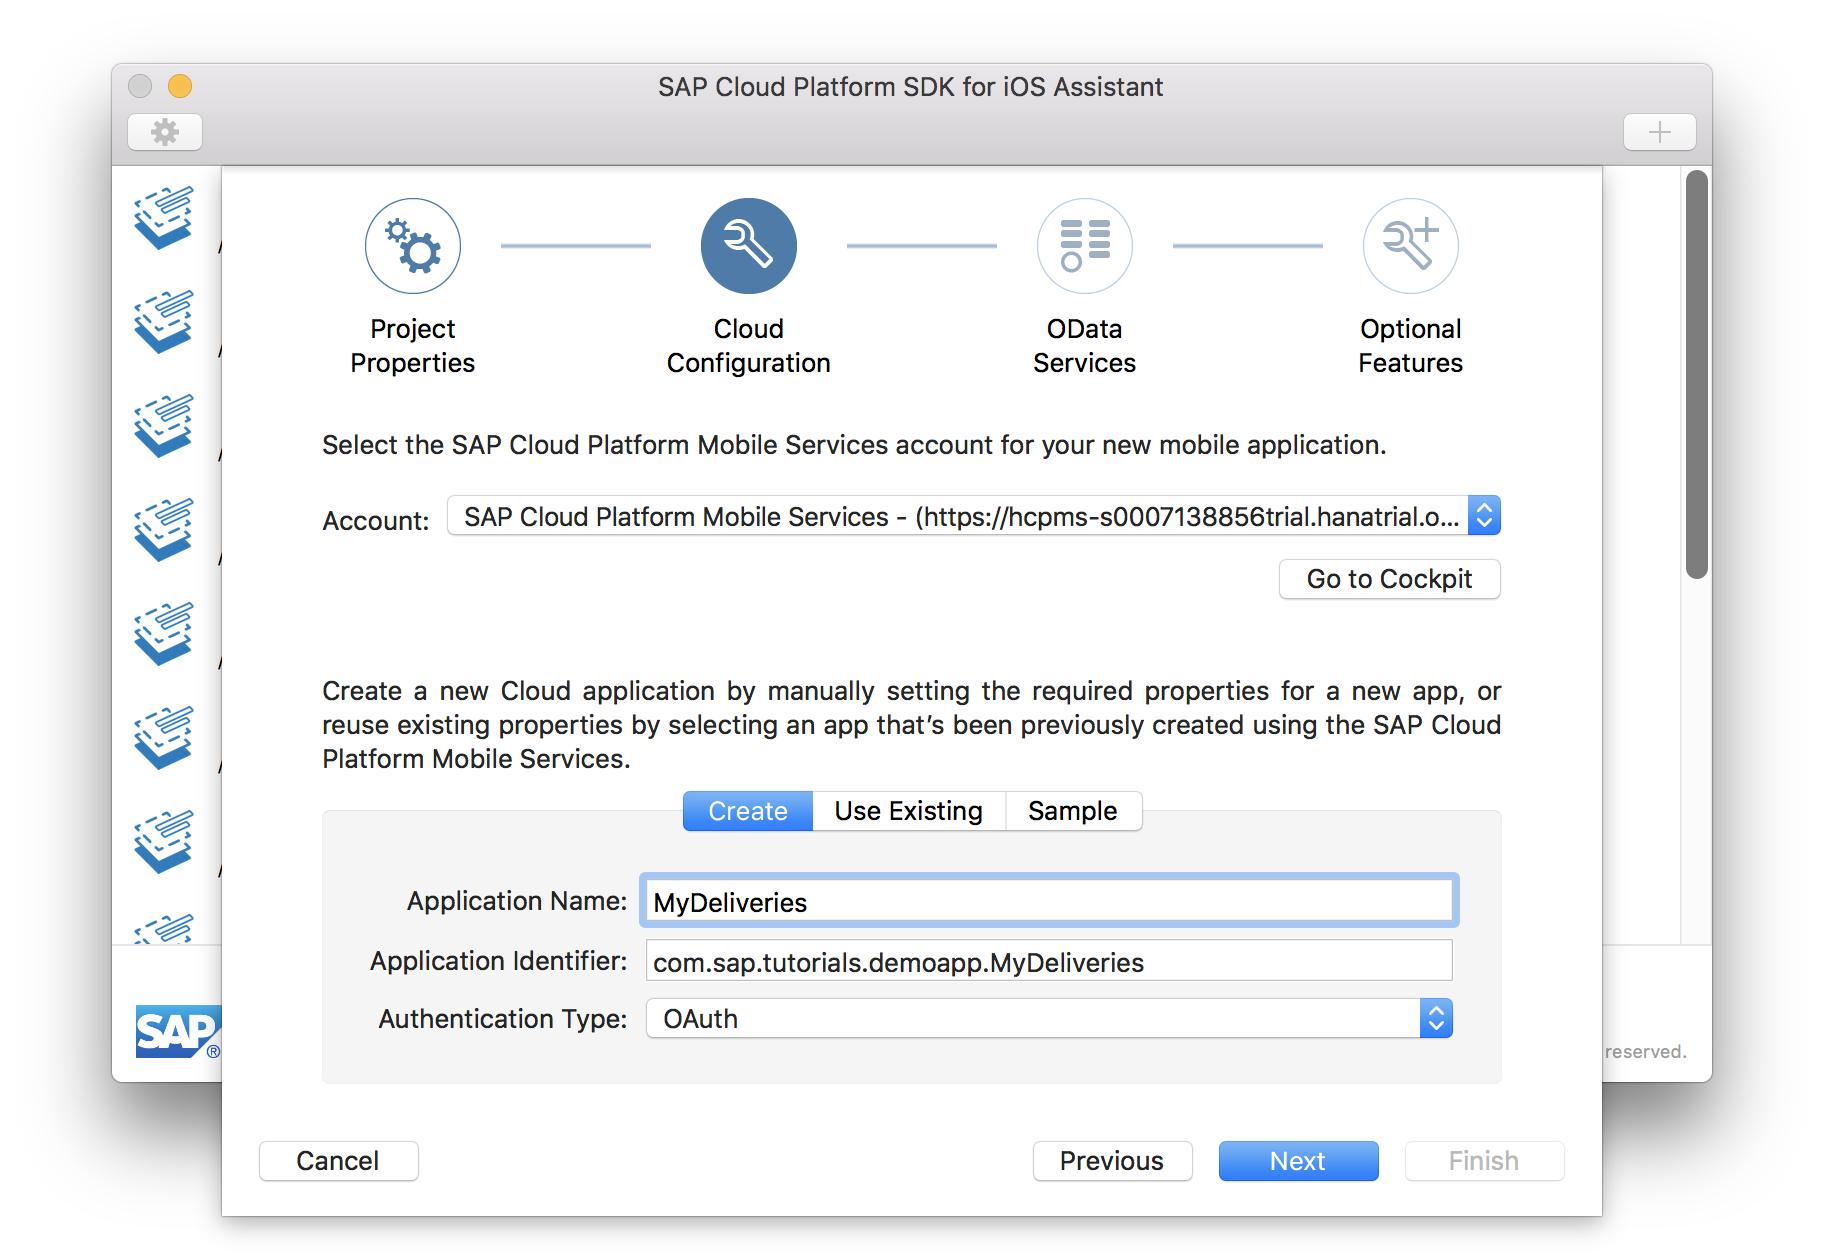 SAP Cloud Platform SDK for iOS Assistant
Project
Properties
Cloud
Configuration
OData
Services
Optional
Features
Select the SAP Cloud Platform Mobile Services account for your new mobile application.
Account: SAP Cloud Platform Mobile Services - (https://hcpms-s0007138856trial.hanatrial.o...
Go to Cockpit
Create a new Cloud application by manually setting the required properties for a new app, or
reuse existing properties by selecting an app that’s been previously created using the SAP Cloud
Platform Mobile Services.
Create Use Existing Sample
Application Name: MyDeliveries
Application Identifier: com.sap.tutorials.demoapp.MyDeliveries
Authentication Type: OAuth
SAP ®
reserved.
Cancel Previous Next Finish